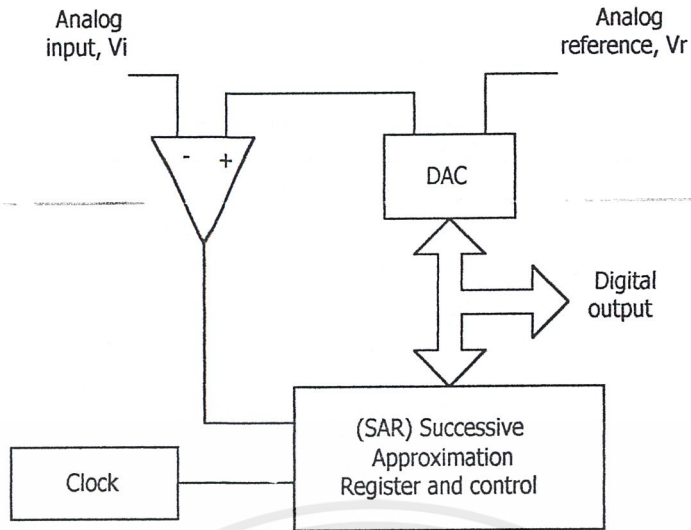 Analog
input, Vi
Analog
reference, Vr
- +
DAC
Digital
output
(SAR) Successive
Approximation
Register and control
Clock